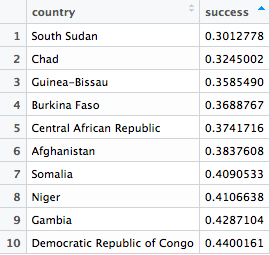 country success
1 South Sudan 0.3012778
2 Chad 0.3245002
3 Guinea-Bissau 0.3585490
4 Burkina Faso 0.3688767
5 Central African Republic 0.3741716
6 Afghanistan 0.3837608
7 Somalia 0.4090533
8 Niger 0.4106638
9 Gambia 0.4287104
10 Democratic Republic of Congo 0.4400161